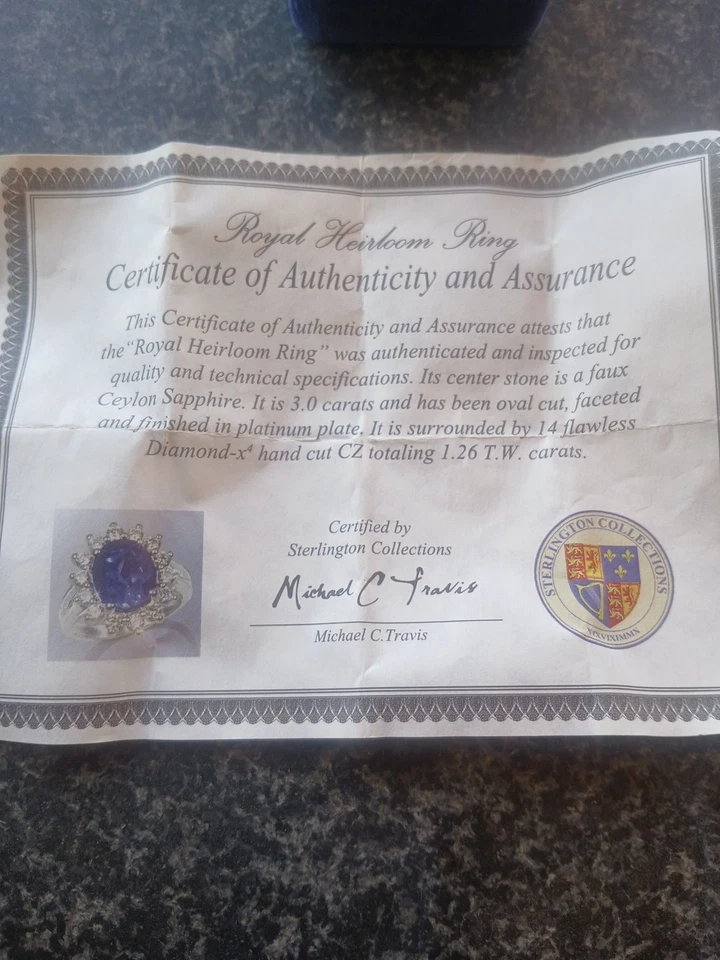 Royal Heirloom Ring
Certificate of Authenticity and Assurance
This Certificate of Authenticity and Assurance attests that
the "Royal Heirloom Ring" was authenticated and inspected for
quality and technical specifications. Its center stone is a faux
Ceylon Sapphire. It is 3.0 carats and has been oval cut, faceted
and finished in platinum plate. It is surrounded by 14 flawless
Diamond-x⁴ hand cut CZ totaling 1.26 T.W. carats.
Certified by
Sterlington Collections
Michael C Travis
Michael C.Travis
STERLINGTON COLLECTIONS